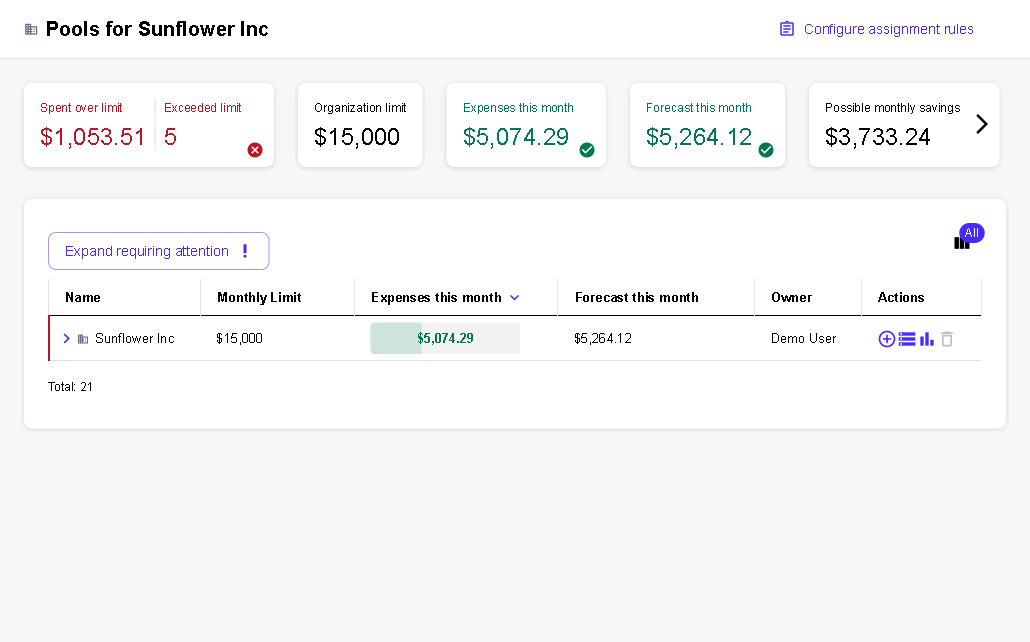 Pools for Sunflower Inc
Configure assignment rules
Spent over limit
$1,053.51
Exceeded limit
5
Organization limit
$15,000
Expenses this month
$5,074.29
Forecast this month
$5,264.12
Possible monthly savings
$3,733.24
Expand requiring attention
All
Name Monthly Limit Expenses this month Forecast this month Owner Actions
Sunflower Inc $15,000 $5,074.29 $5,264.12 Demo User
Total: 21